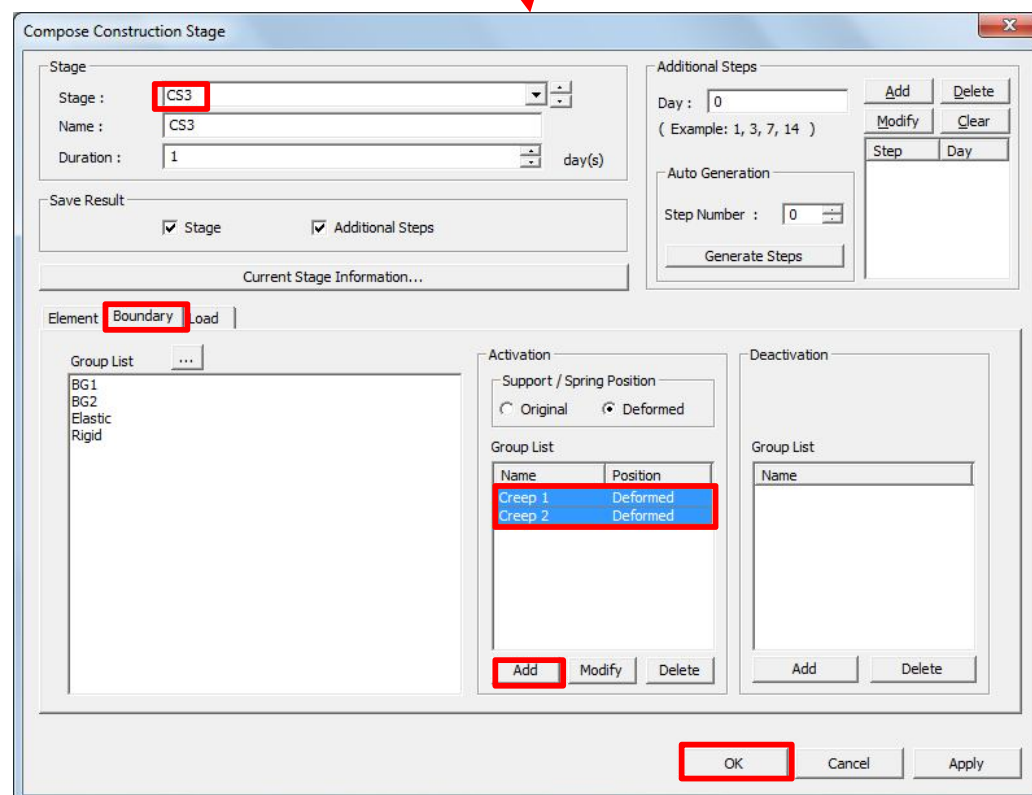 Compose Construction Stage
X
Stage
Stage :
CS3
Name :
CS3
Duration :
1
day(s)
Save Result
Stage
Additional Steps
Current Stage Information...
Additional Steps
Day :
0
( Example: 1, 3, 7, 14 )
Add
Delete
Modify
Clear
Step
Day
Auto Generation
Step Number :
0
Generate Steps
Element
Boundary
Load
Group List
...
BG1
BG2
Elastic
Rigid
Activation
Support / Spring Position
Original
Deformed
Group List
Name
Position
Creep 1
Deformed
Creep 2
Deformed
Add
Modify
Delete
Deactivation
Group List
Name
Add
Delete
OK
Cancel
Apply